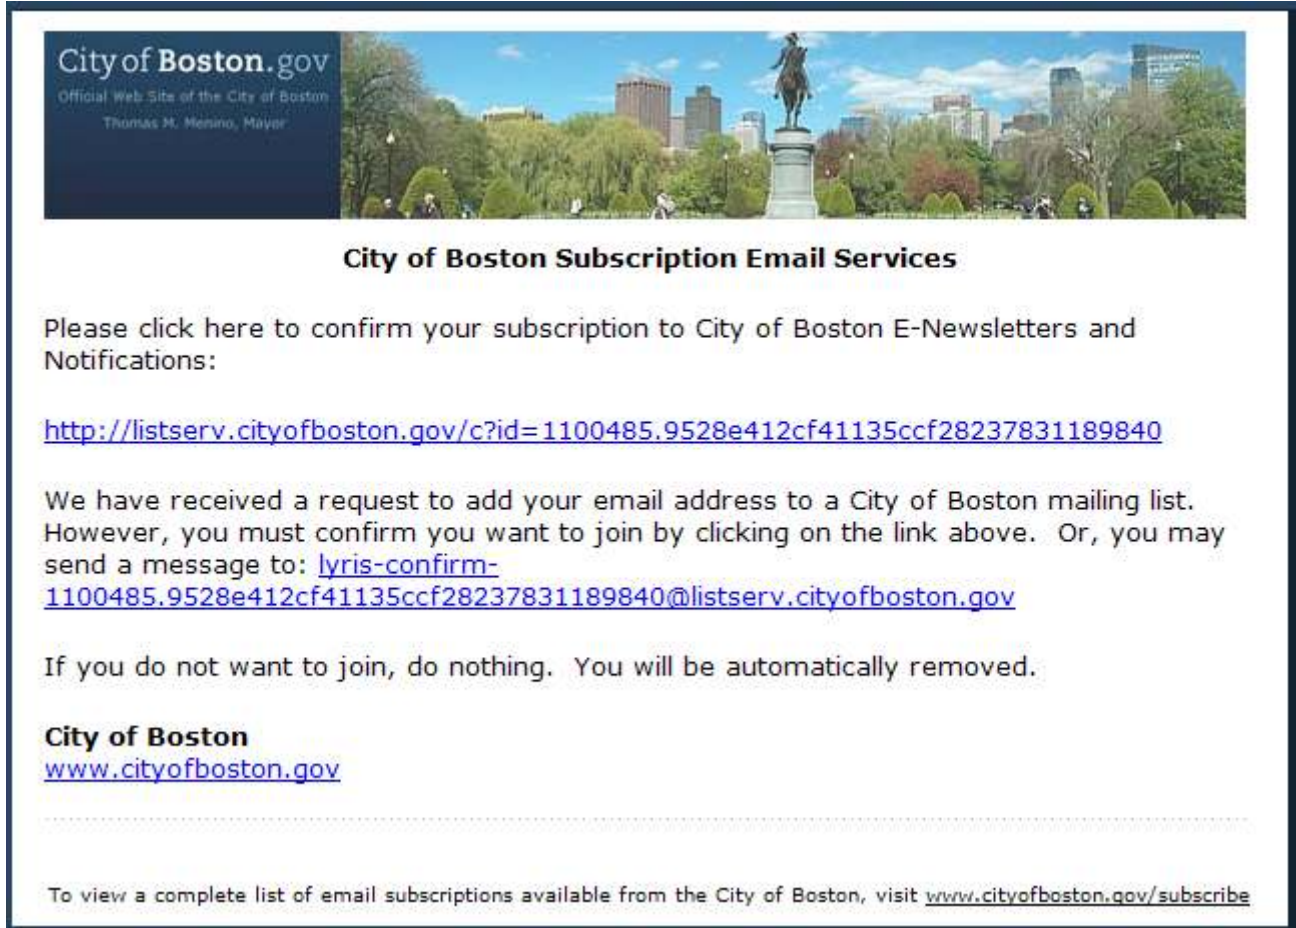 City of Boston.gov
Official Web Site of the City of Boston
Thomas M. Menino, Mayor
City of Boston Subscription Email Services
Please click here to confirm your subscription to City of Boston E-Newsletters and
Notifications:
http://listserv.cityofboston.gov/c?id=1100485.9528e412cf41135ccf28237831189840
We have received a request to add your email address to a City of Boston mailing list.
However, you must confirm you want to join by clicking on the link above.  Or, you may
send a message to: lyris-confirm-
1100485.9528e412cf41135ccf28237831189840@listserv.cityofboston.gov
If you do not want to join, do nothing.  You will be automatically removed.
City of Boston
www.cityofboston.gov
To view a complete list of email subscriptions available from the City of Boston, visit www.cityofboston.gov/subscribe